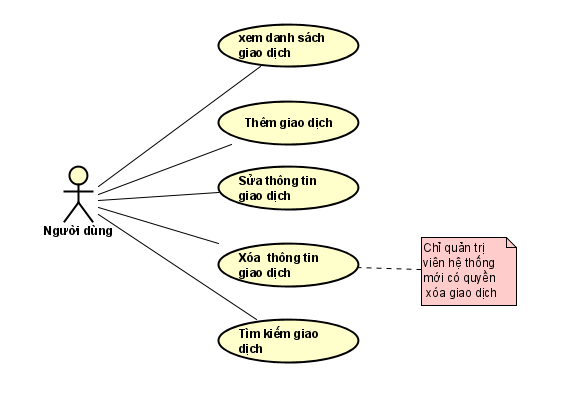 xem danh sách
giao dịch
Thêm giao dịch
Sửa thông tin
giao dịch
Người dùng
Xóa thông tin
giao dịch
Chỉ quản trị
viên hệ thống
mới có quyền
xóa giao dịch
Tìm kiếm giao
dịch